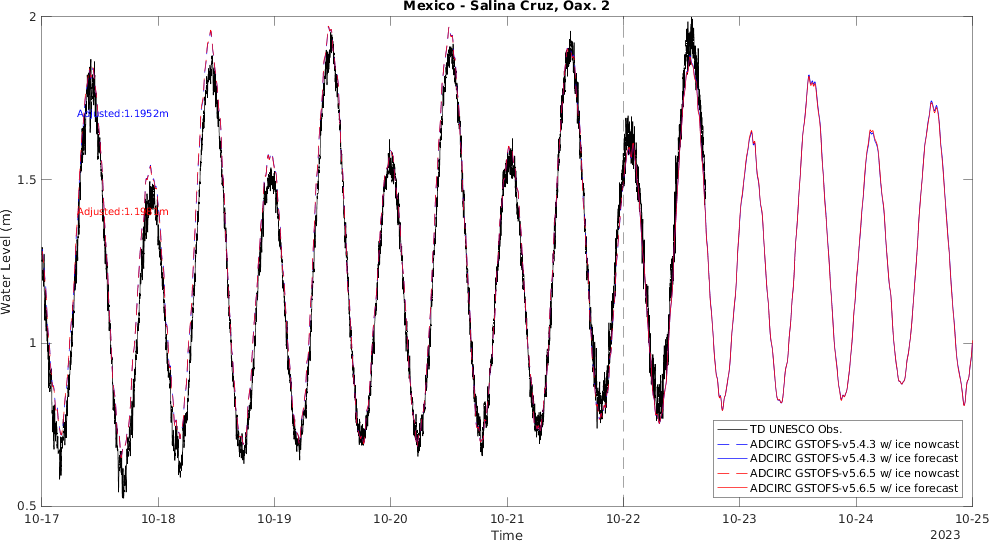 Mexico - Salina Cruz, Oax. 2
2
1.5
1
0.5
Water Level (m)
Adjusted:1.1952m
10-17
10-18
10-19
10-20
10-21
10-22
10-23
10-24
10-25
Time
2023
TD UNESCO Obs.
ADCIRC GSTOFS-v5.4.3 w/ ice nowcast
ADCIRC GSTOFS-v5.4.3 w/ ice forecast
ADCIRC GSTOFS-v5.6.5 w/ ice nowcast
ADCIRC GSTOFS-v5.6.5 w/ ice forecast